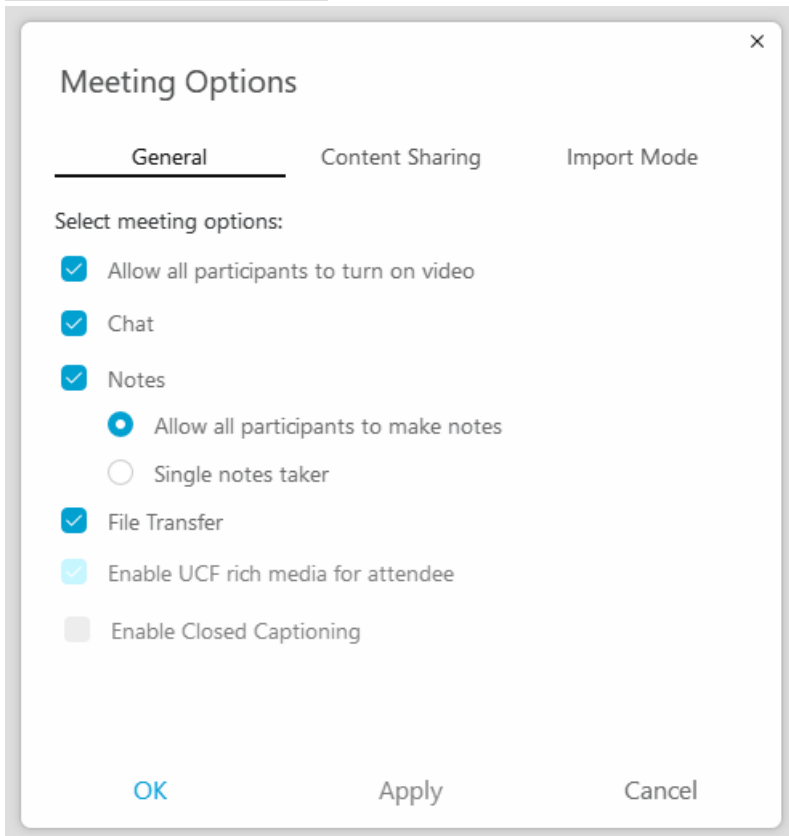 Meeting Options
General Content Sharing Import Mode
Select meeting options:
Allow all participants to turn on video
Chat
Notes
Allow all participants to make notes
Single notes taker
File Transfer
Enable UCF rich media for attendee
Enable Closed Captioning
OK Apply Cancel